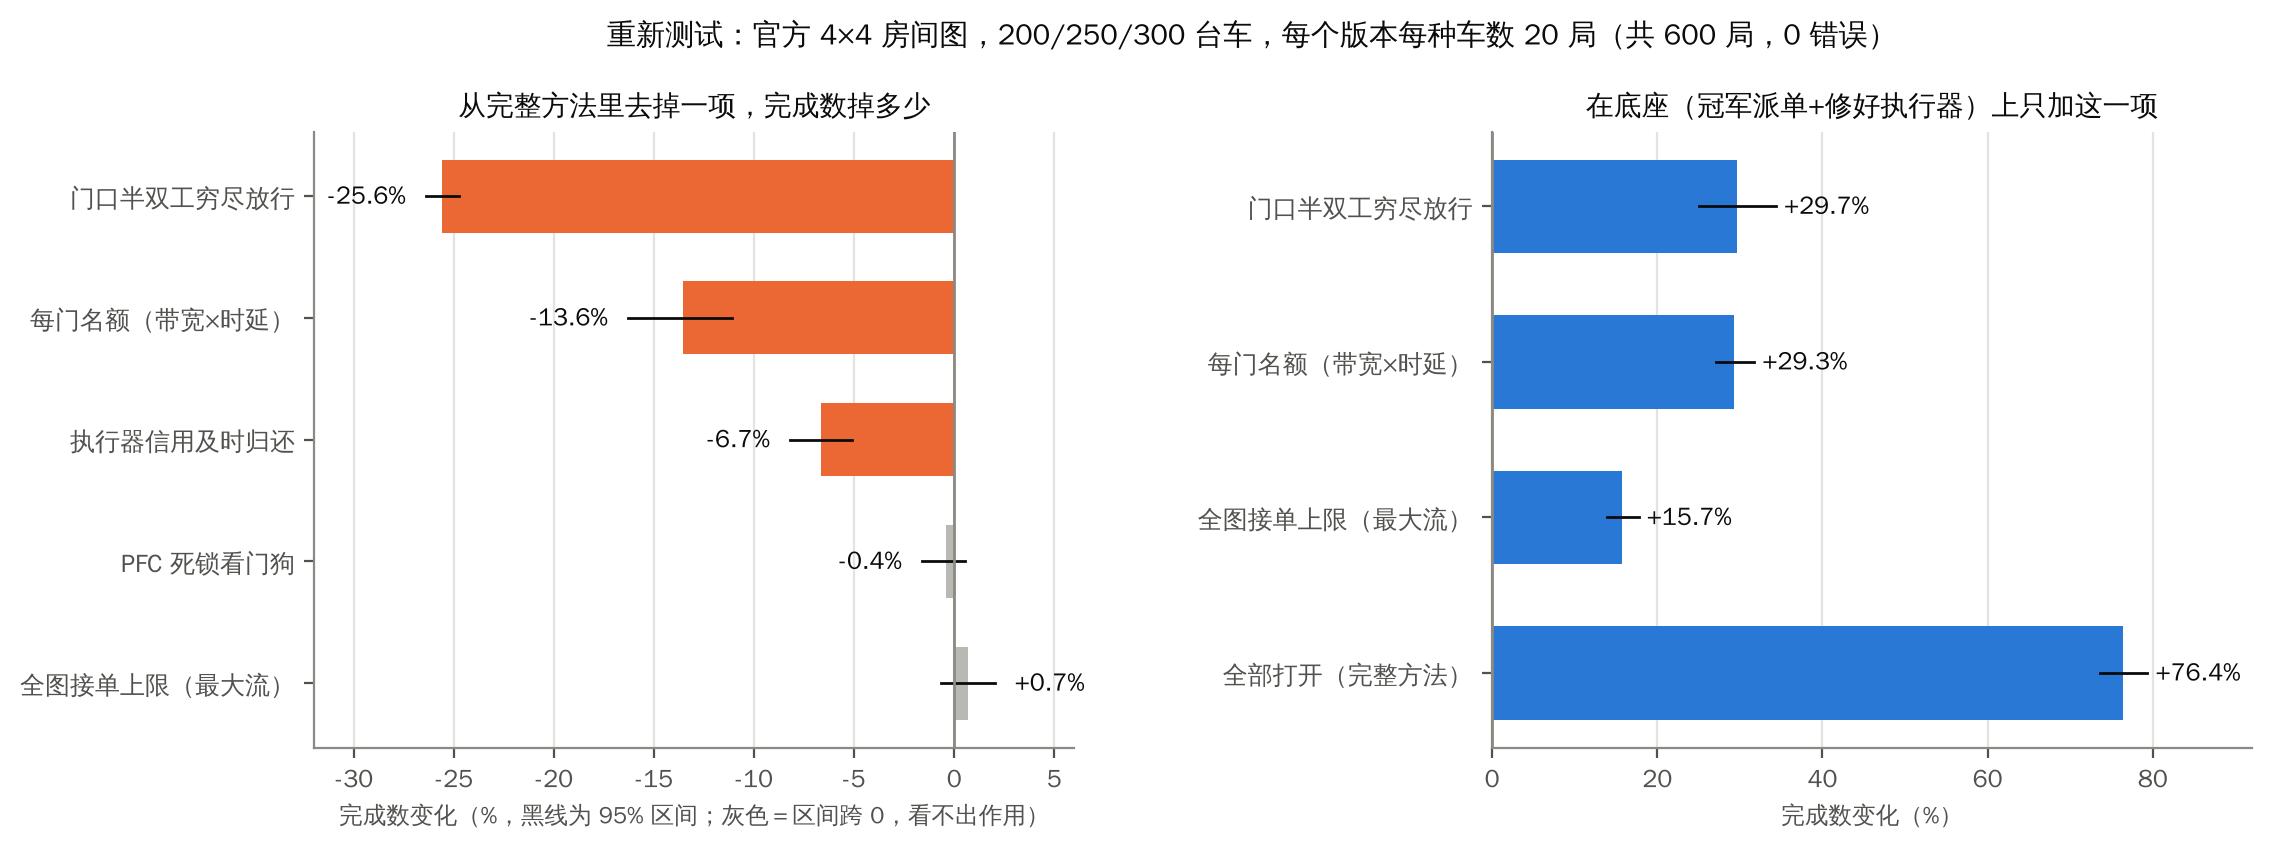 重新测试：官方 4×4 房间图，200/250/300 台车，每个版本每种车数 20 局（共 600 局，0 错误）
从完整方法里去掉一项，完成数掉多少
门口半双工穷尽放行
-25.6%
每门名额（带宽×时延）
-13.6%
执行器信用及时归还
-6.7%
PFC 死锁看门狗
-0.4%
全图接单上限（最大流）
+0.7%
-30 -25 -20 -15 -10 -5 0 5
完成数变化（%，黑线为 95% 区间；灰色＝区间跨 0，看不出作用）
在底座（冠军派单+修好执行器）上只加这一项
门口半双工穷尽放行
+29.7%
每门名额（带宽×时延）
+29.3%
全图接单上限（最大流）
+15.7%
全部打开（完整方法）
+76.4%
0 20 40 60 80
完成数变化（%）